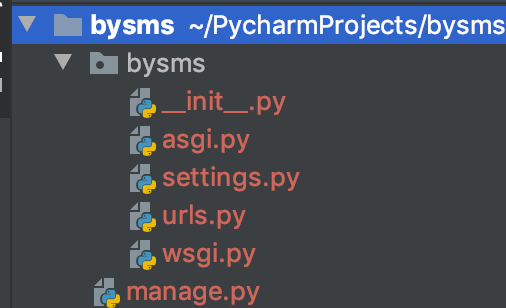 bysms ~/PycharmProjects/bysms
bysms
__init__.py
asgi.py
settings.py
urls.py
wsgi.py
manage.py